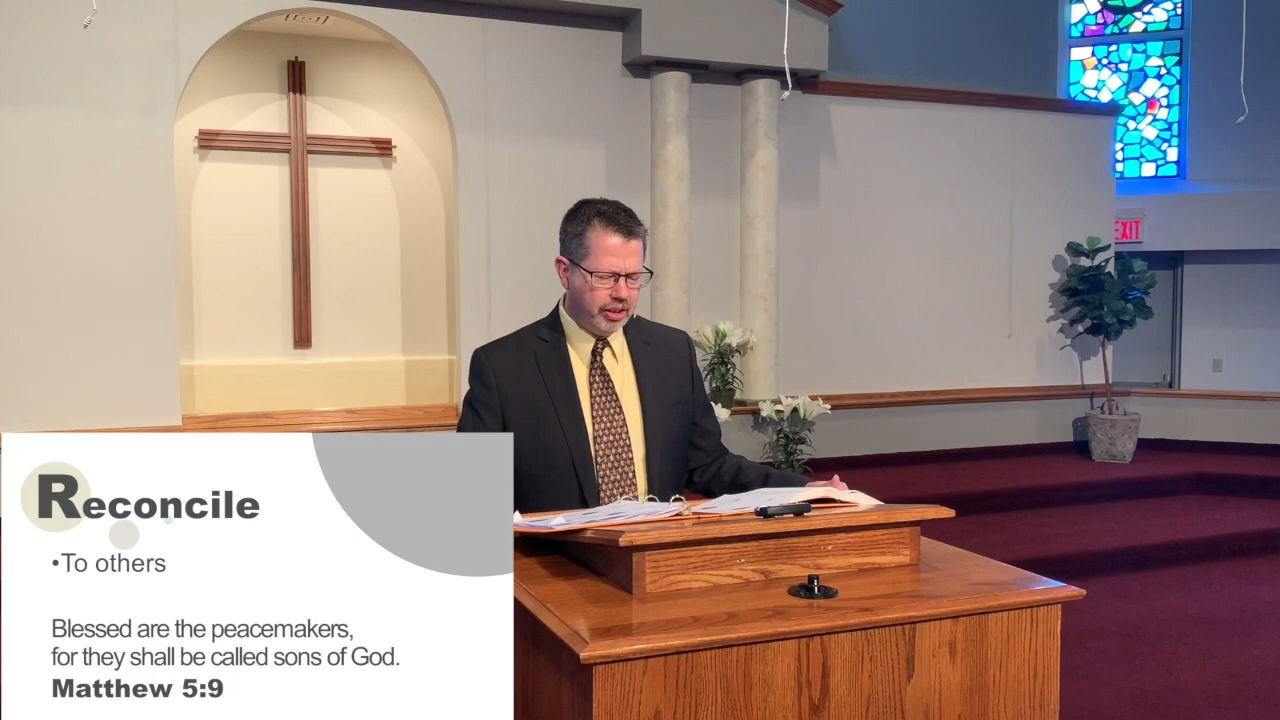 EXIT
Reconcile
•To others
Blessed are the peacemakers,
for they shall be called sons of God.
Matthew 5:9